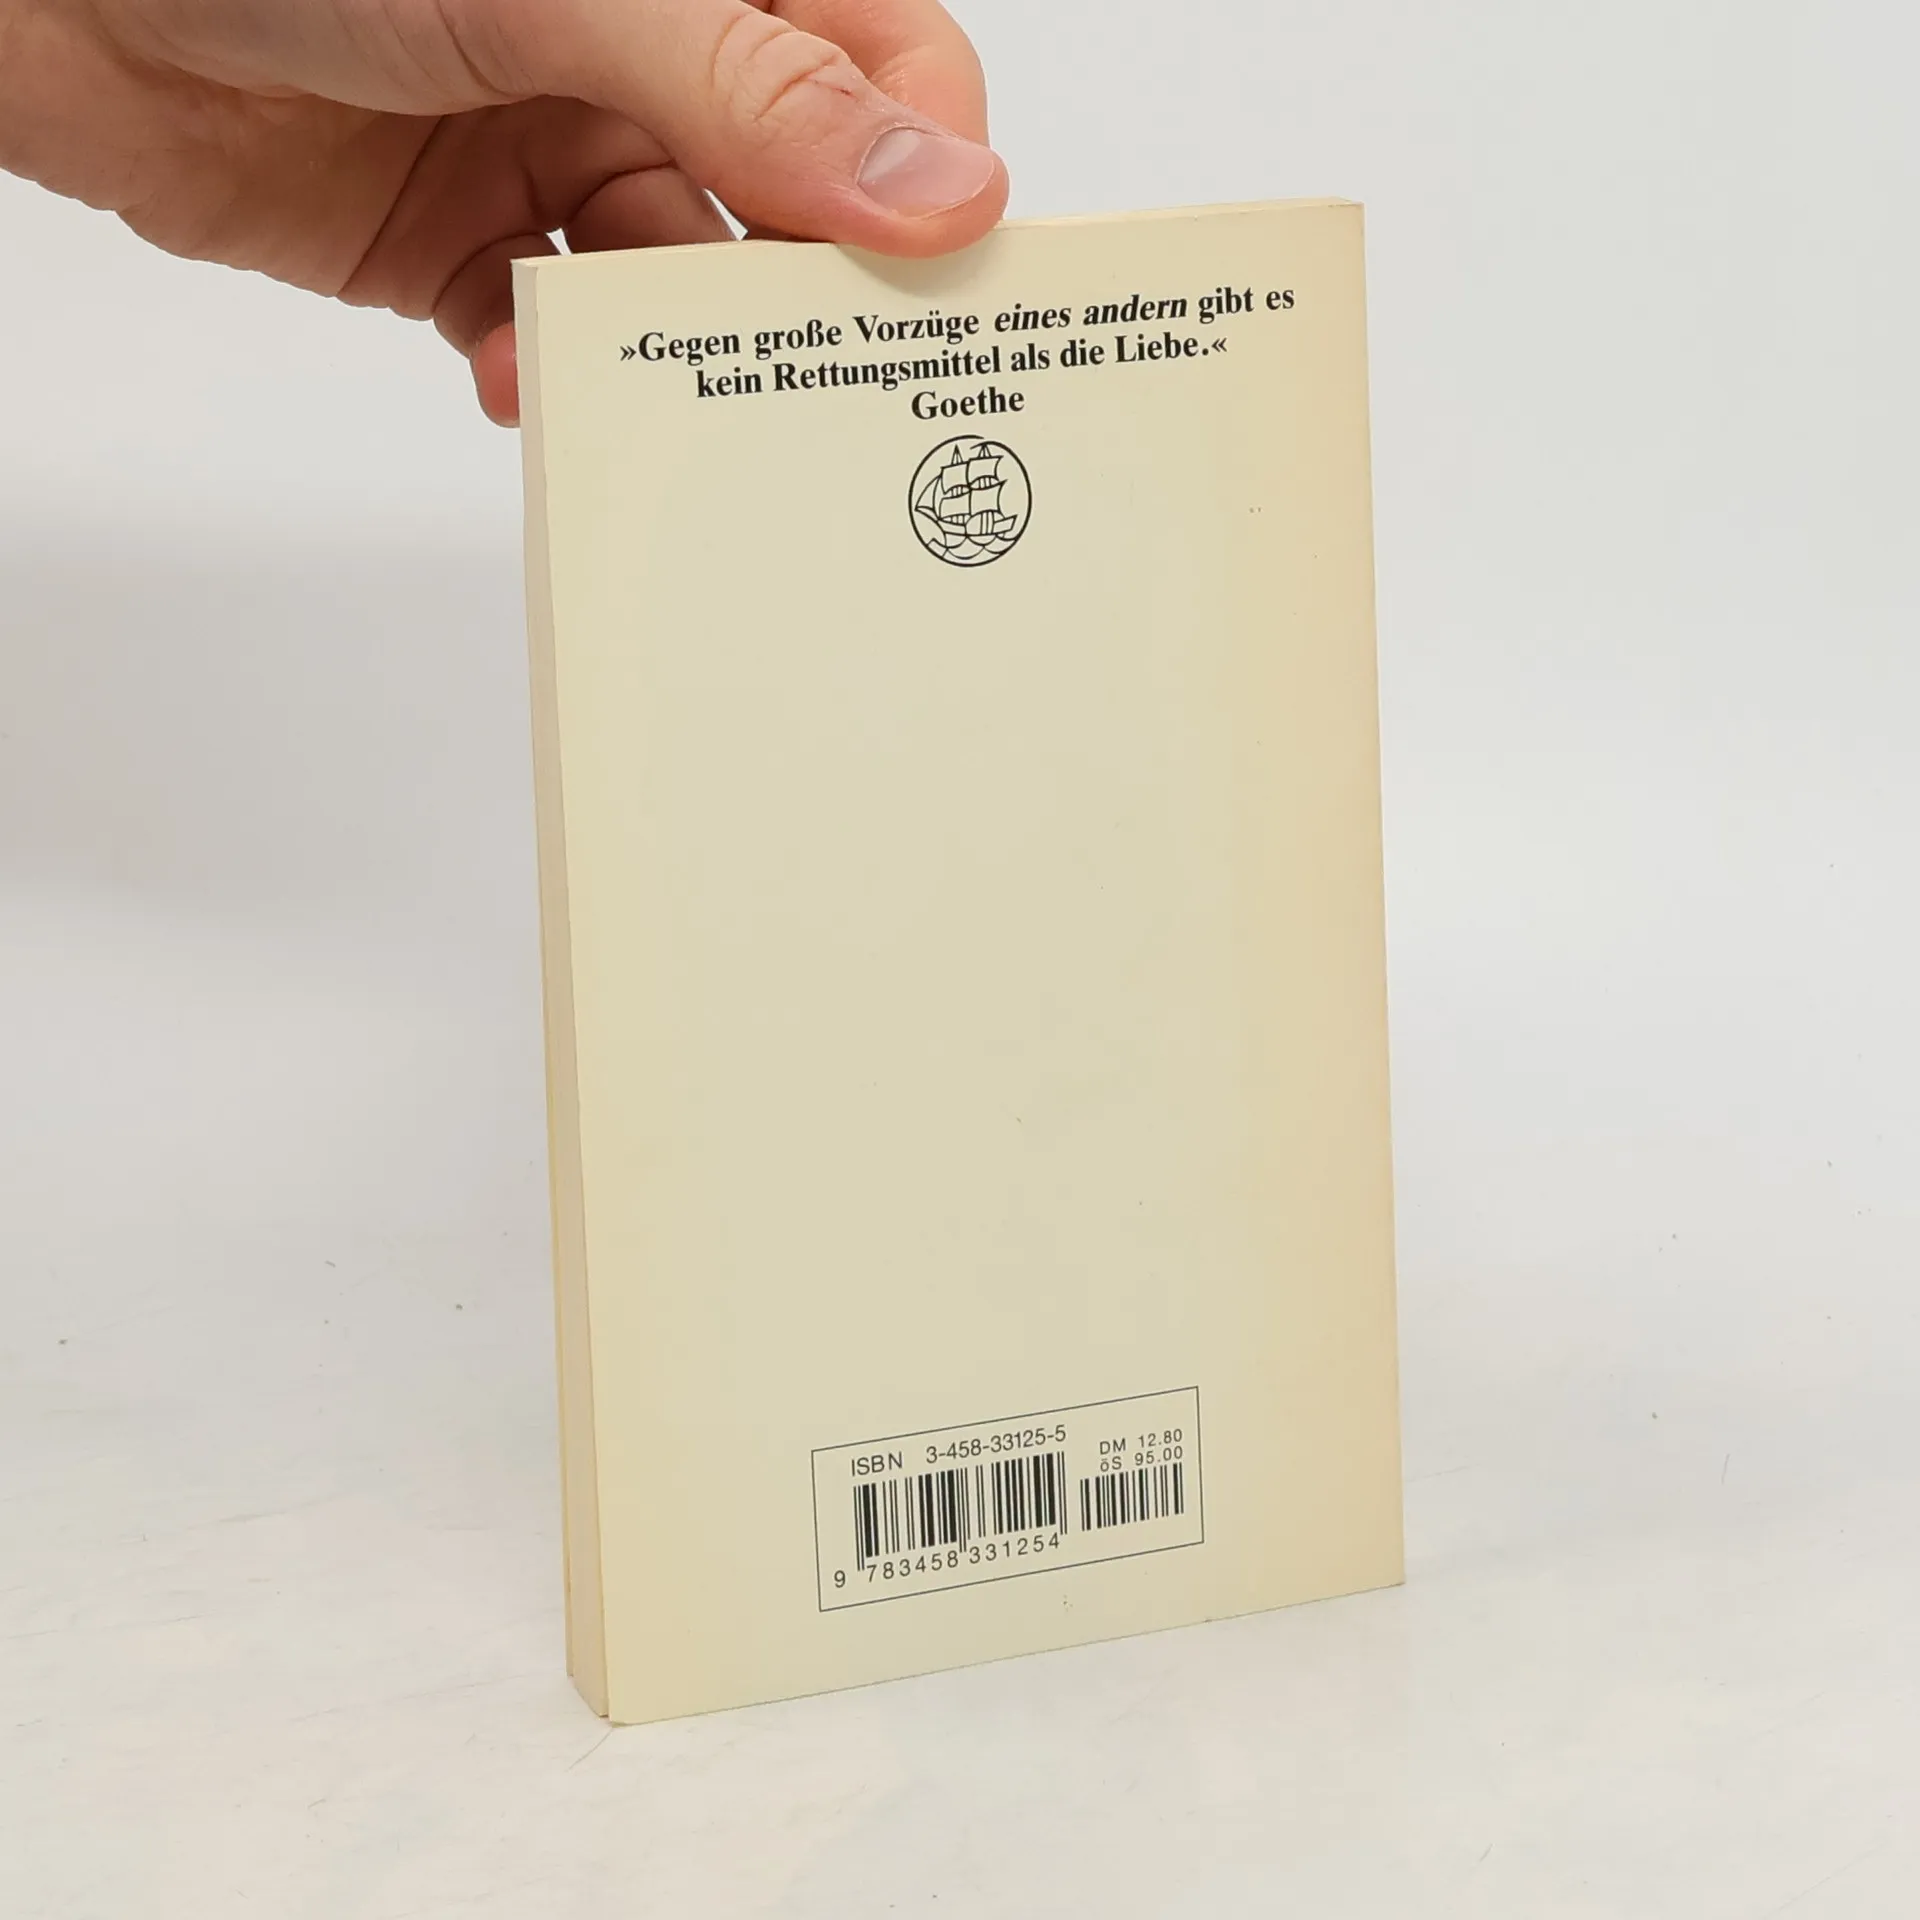 »Gegen große Vorzüge eines andern gibt es
kein Rettungsmittel als die Liebe.«
Goethe
ISBN 3-458-33125-5
DM 12.80
öS 95.00
9 783458 331254